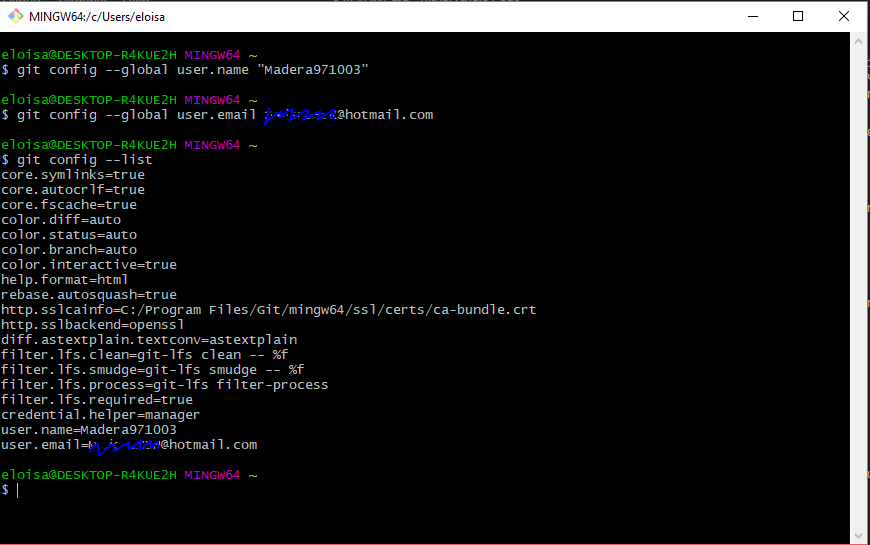 MINGW64:/c/Users/eloisa
eloisa@DESKTOP-R4KUE2H MINGW64 ~
$ git config --global user.name "Madera971003"
eloisa@DESKTOP-R4KUE2H MINGW64 ~
$ git config --global user.email @hotmail.com
eloisa@DESKTOP-R4KUE2H MINGW64 ~
$ git config --list
core.symlinks=true
core.autocrlf=true
core.fscache=true
color.diff=auto
color.status=auto
color.branch=auto
color.interactive=true
help.format=html
rebase.autosquash=true
http.sslcainfo=C:/Program Files/Git/mingw64/ssl/certs/ca-bundle.crt
http.sslbackend=openssl
diff.astextplain.textconv=astextplain
filter.lfs.clean=git-lfs clean -- %f
filter.lfs.smudge=git-lfs smudge -- %f
filter.lfs.process=git-lfs filter-process
filter.lfs.required=true
credential.helper=manager
user.name=Madera971003
user.email=@hotmail.com
eloisa@DESKTOP-R4KUE2H MINGW64 ~
$